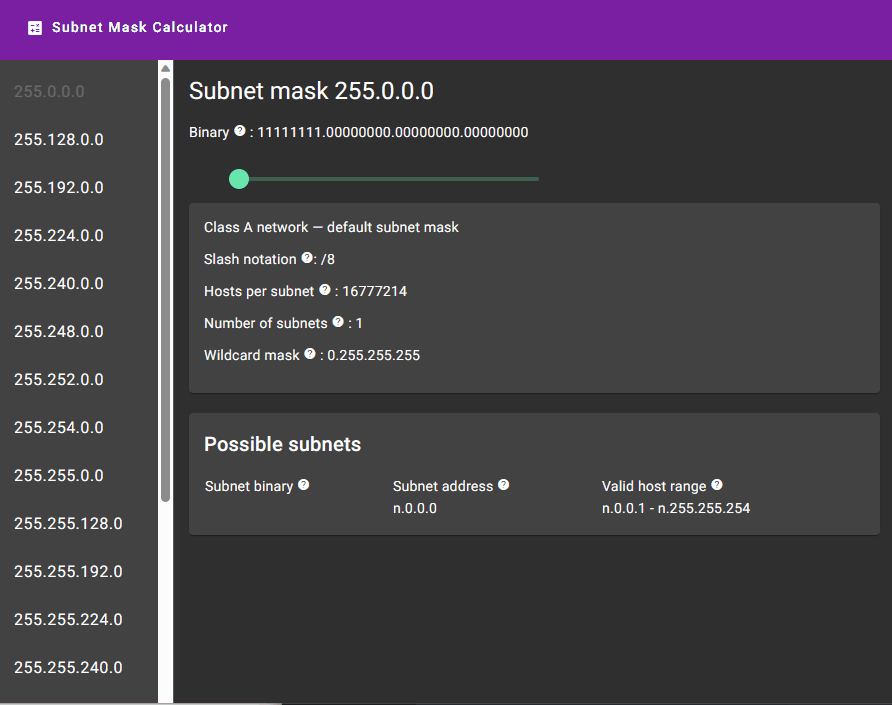 Subnet Mask Calculator
255.0.0.0
255.128.0.0
255.192.0.0
255.224.0.0
255.240.0.0
255.248.0.0
255.252.0.0
255.254.0.0
255.255.0.0
255.255.128.0
255.255.192.0
255.255.224.0
255.255.240.0
Subnet mask 255.0.0.0
Binary ? : 11111111.00000000.00000000.00000000
Class A network — default subnet mask
Slash notation ?: /8
Hosts per subnet ? : 16777214
Number of subnets ? : 1
Wildcard mask ? : 0.255.255.255
Possible subnets
Subnet binary ? Subnet address ? Valid host range ?
n.0.0.0 n.0.0.1 - n.255.255.254